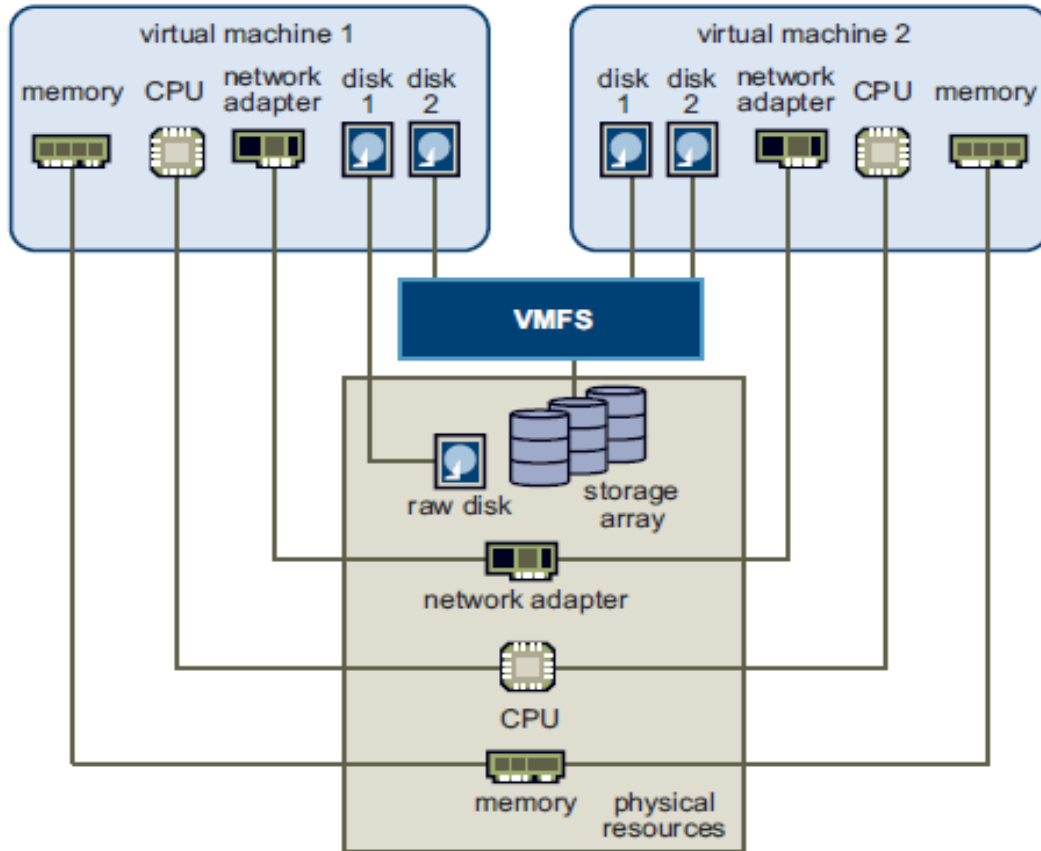 virtual machine 1
memory
CPU
network
adapter
disk
1
disk
2
virtual machine 2
disk
1
disk
2
network
adapter
CPU
memory
VMFS
raw disk
storage
array
network adapter
CPU
memory
physical
resources